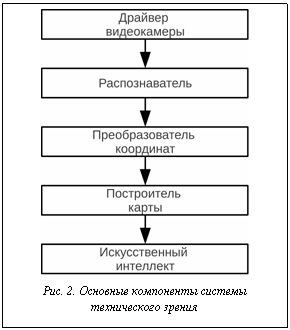 Драйвер
видеокамеры
Распознаватель
Преобразователь
координат
Построитель
карты
Искусственный
интеллект
Рис. 2. Основные компоненты системы
технического зрения